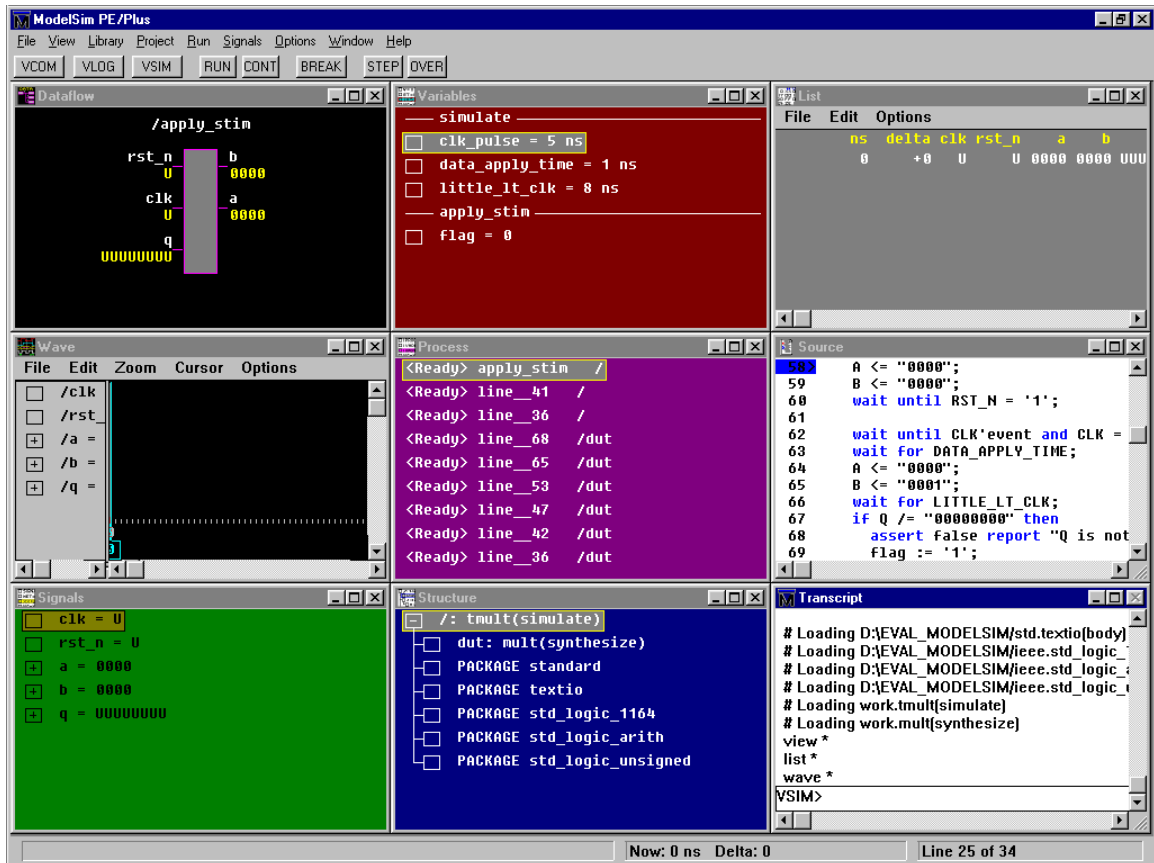 ModelSim PE/Plus
File View Library Project Run Signals Options Window Help
VCOM VLOG VSIM RUN CONT BREAK STEP OVER
Dataflow
/apply_stim
rst_n b
U 0000
clk a
U 0000
q
UUUUUUUU
Variables
simulate
clk_pulse = 5 ns
data_apply_time = 1 ns
little_lt_clk = 8 ns
apply_stim
flag = 0
List
File Edit Options
ns delta clk rst_n a b
0 +0 U U 0000 0000 UUU
Wave
File Edit Zoom Cursor Options
/clk
/rst_
/a =
/b =
/q =
Process
<Ready> apply_stim /
<Ready> line__41 /
<Ready> line__36 /
<Ready> line__68 /dut
<Ready> line__65 /dut
<Ready> line__53 /dut
<Ready> line__47 /dut
<Ready> line__42 /dut
<Ready> line__36 /dut
Source
58> A <= "0000";
59 B <= "0000";
60 wait until RST_N = '1';
61
62 wait until CLK'event and CLK =
63 wait for DATA_APPLY_TIME;
64 A <= "0000";
65 B <= "0001";
66 wait for LITTLE_LT_CLK;
67 if Q /= "00000000" then
68 assert false report "Q is not
69 flag := '1';
Signals
clk = U
rst_n = U
a = 0000
b = 0000
q = UUUUUUUU
Structure
/: tmult(simulate)
dut: mult(synthesize)
PACKAGE standard
PACKAGE textio
PACKAGE std_logic_1164
PACKAGE std_logic_arith
PACKAGE std_logic_unsigned
Transcript
# Loading D:\EVAL_MODELSIM/std.textio(body)
# Loading D:\EVAL_MODELSIM/ieee.std_logic_
# Loading D:\EVAL_MODELSIM/ieee.std_logic_
# Loading D:\EVAL_MODELSIM/ieee.std_logic_
# Loading work.tmult(simulate)
# Loading work.mult(synthesize)
view *
list *
wave *
VSIM>
Now: 0 ns Delta: 0
Line 25 of 34